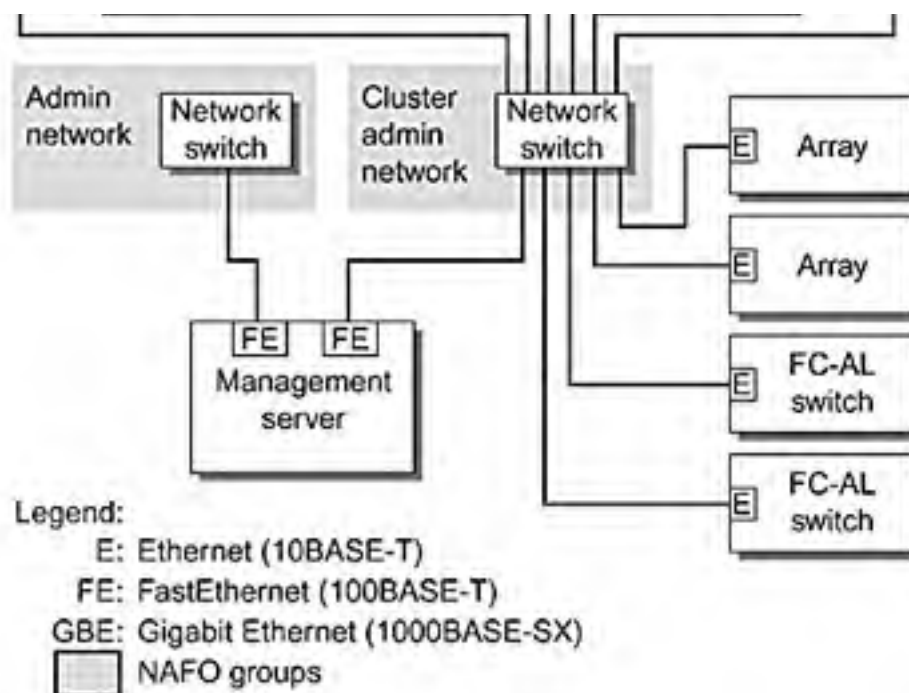 Admin
network
Network
switch
Cluster
admin
network
Network
switch
E
Array
E
Array
E
FC-AL
switch
E
FC-AL
switch
FE
FE
Management
server
Legend:
E: Ethernet (10BASE-T)
FE: FastEthernet (100BASE-T)
GBE: Gigabit Ethernet (1000BASE-SX)
NAFO groups